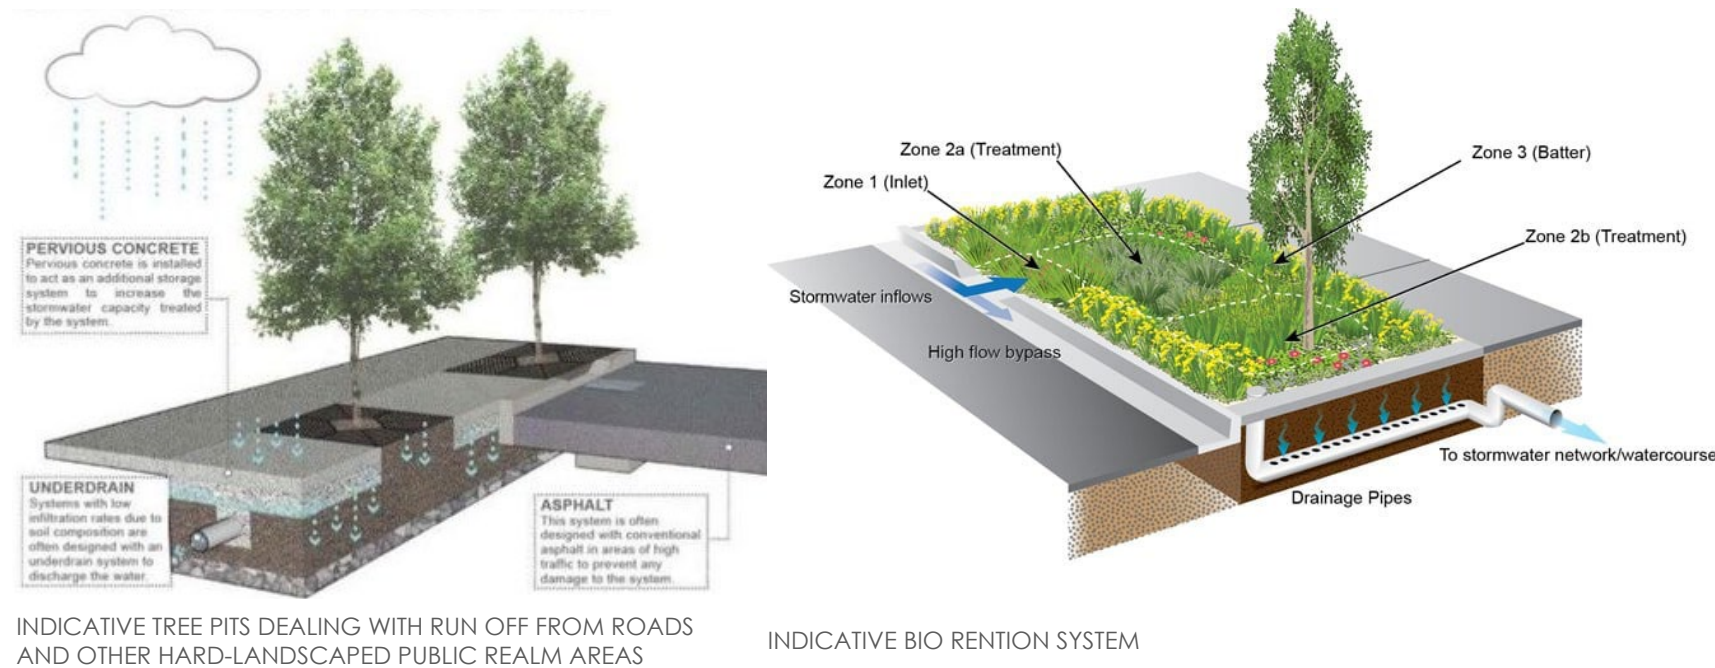 PERVIOUS CONCRETE
Pervious concrete is installed
to act as an additional storage
system to increase the
stormwater capacity treated
by the system.
UNDERDRAIN
Systems with low
infiltration rates due to
soil composition are
often designed with an
underdrain system to
discharge the water.
ASPHALT
This system is often
designed with conventional
asphalt in areas of high
traffic to prevent any
damage to the system.
INDICATIVE TREE PITS DEALING WITH RUN OFF FROM ROADS
AND OTHER HARD-LANDSCAPED PUBLIC REALM AREAS
Zone 2a (Treatment)
Zone 1 (Inlet)
Zone 3 (Batter)
Zone 2b (Treatment)
Stormwater inflows
High flow bypass
To stormwater network/watercourse
Drainage Pipes
INDICATIVE BIO RENTION SYSTEM